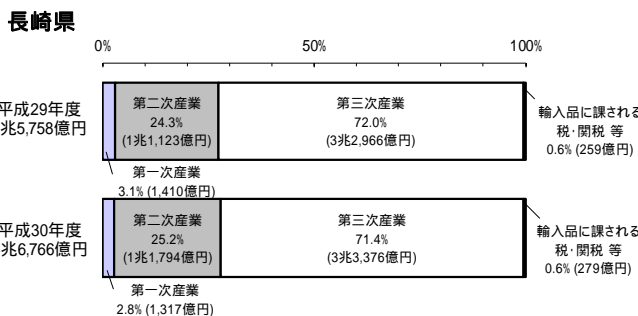 長崎県
0%
50%
100%
平成29年度
兆5,758億円
第二次産業
24.3%
(1兆1,123億円)
第三次産業
72.0%
(3兆2,966億円)
輸入品に課される
税・関税 等
0.6% (259億円)
第一次産業
3.1% (1,410億円)
平成30年度
兆6,766億円
第二次産業
25.2%
(1兆1,794億円)
第三次産業
71.4%
(3兆3,376億円)
輸入品に課される
税・関税 等
0.6% (279億円)
第一次産業
2.8% (1,317億円)